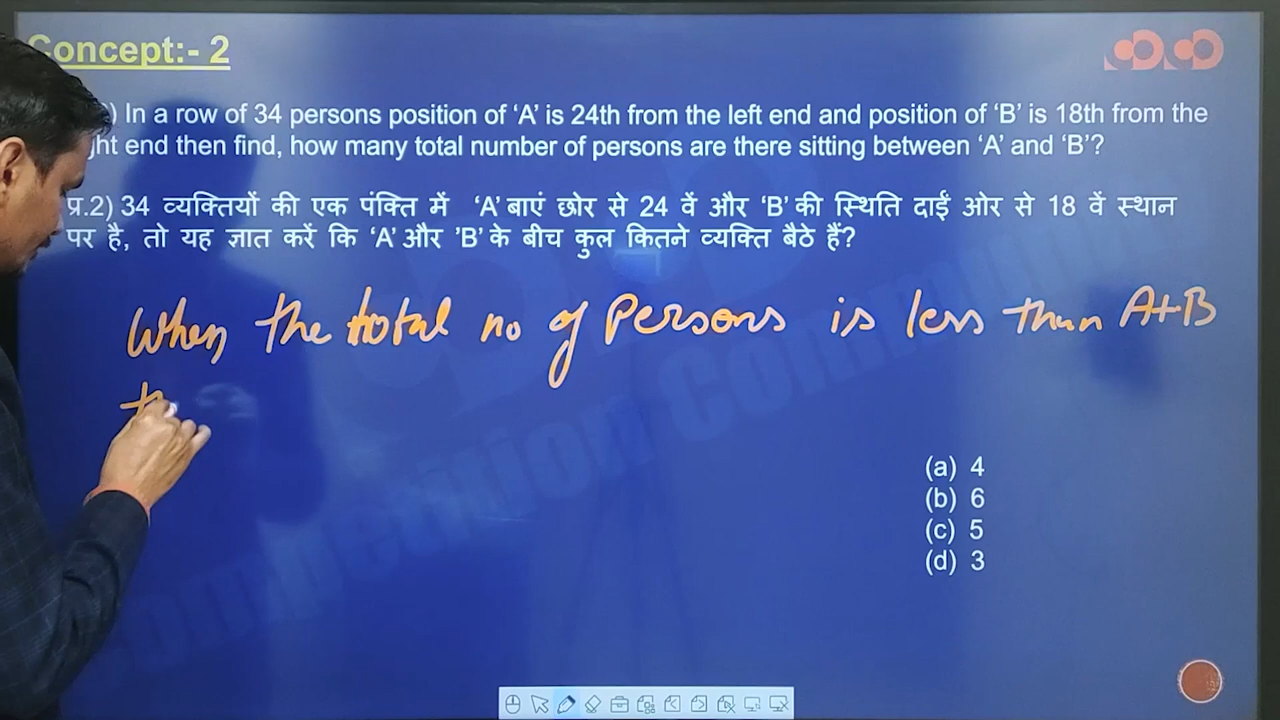 Concept:- 2
) In a row of 34 persons position of ‘A’ is 24th from the left end and position of ‘B’ is 18th from the
ght end then find, how many total number of persons are there sitting between ‘A’ and ‘B’?
प्र.2) 34 व्यक्तियों की एक पंक्ति में ‘A’ बाएं छोर से 24 वें और ‘B’ की स्थिति दाईं ओर से 18 वें स्थान
पर है, तो यह ज्ञात करें कि ‘A’ और ’B’ के बीच कुल कितने व्यक्ति बैठे हैं?
When the total no of Persons is less than A+B
(a) 4
(b) 6
(c) 5
(d) 3